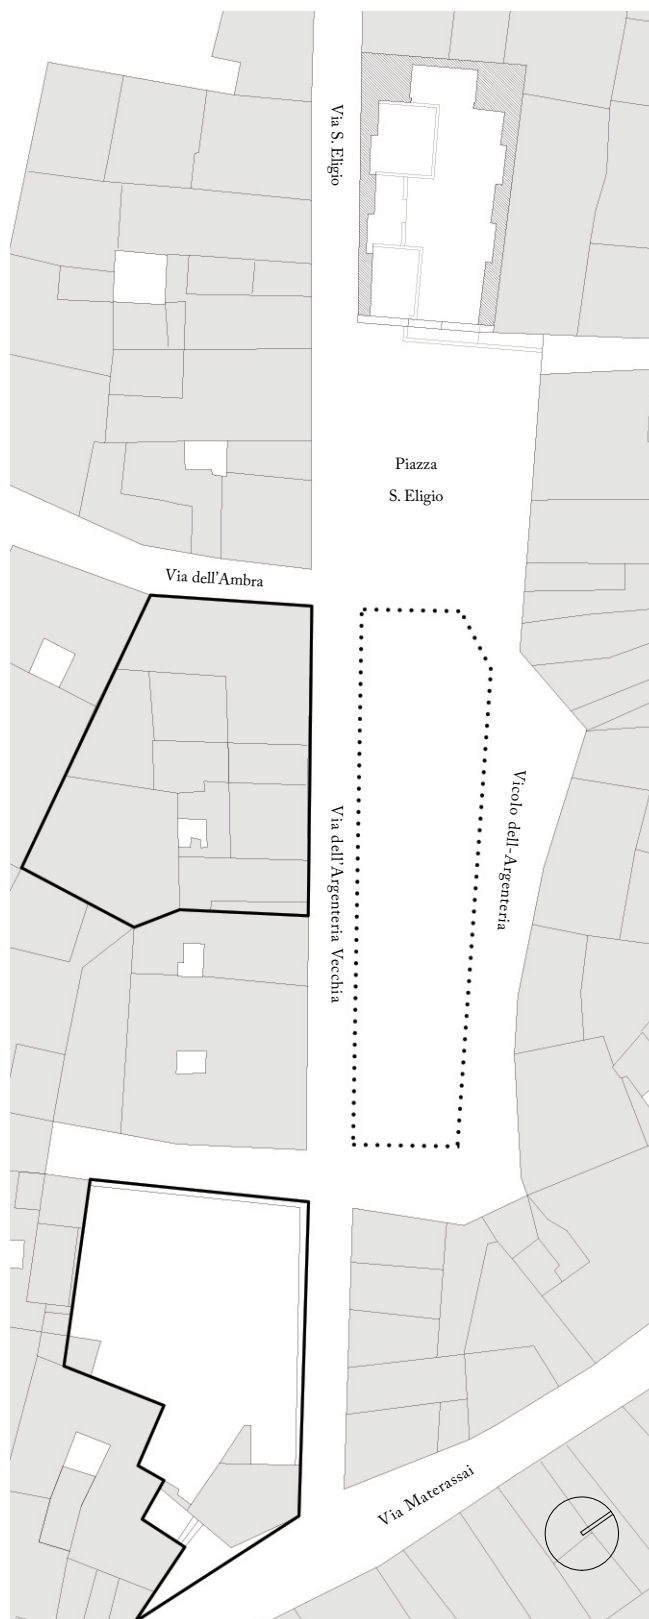 Via S. Eligio
Piazza
S. Eligio
Via dell'Ambra
Vicolo dell-Argenteria
Via dell'Argenteria Vecchia
Via Materassai